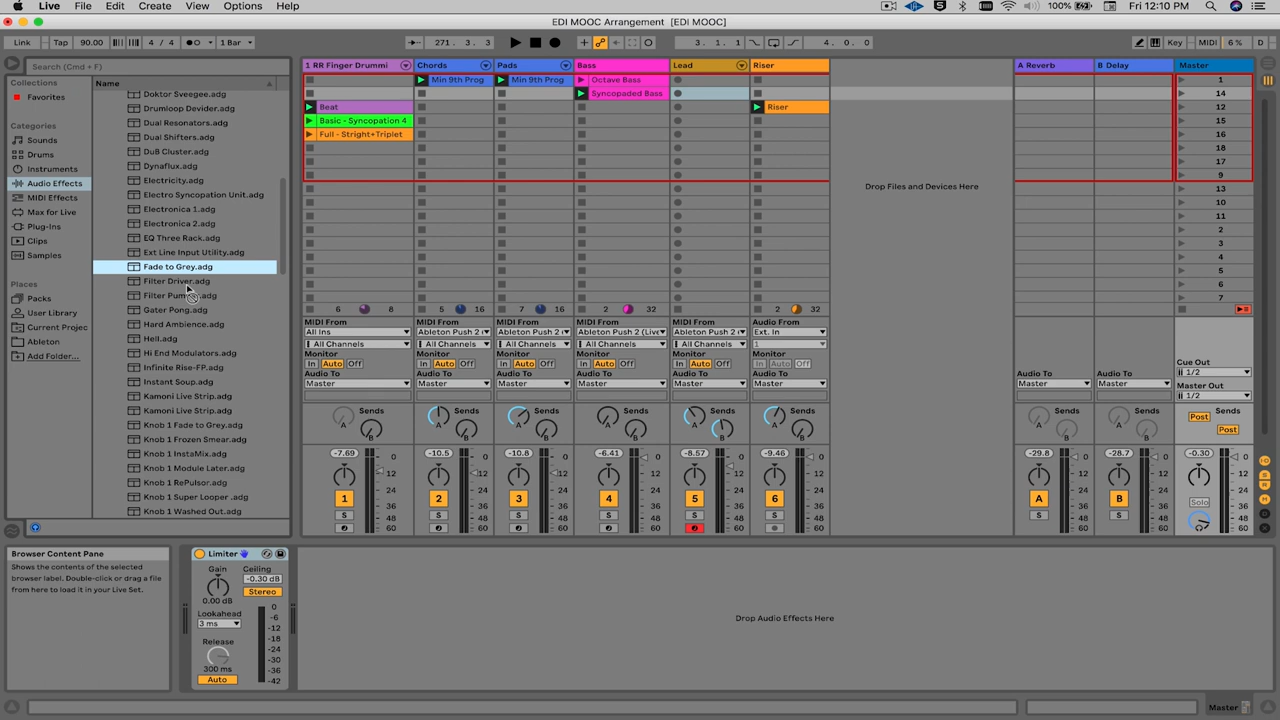 Live File Edit Create View Options Help 100% Fri 12:10 PM
EDI MOOC Arrangement [EDI MOOC]
Link Tap 90.00 4 / 4 1 Bar 271 . 3 . 3 3 . 1 . 1 4 . 0 . 0 Key MIDI 6 % D
Search (Cmd + F)
Collections
Favorites
Categories
Sounds
Drums
Instruments
Audio Effects
MIDI Effects
Max for Live
Plug-Ins
Clips
Samples
Places
Packs
User Library
Current Projec
Ableton
Add Folder...
Name
Doktor Sveegee.adg
Drumloop Devider.adg
Dual Resonators.adg
Dual Shifters.adg
DuB Cluster.adg
Dynaflux.adg
Electricity.adg
Electro Syncopation Unit.adg
Electronica 1.adg
Electronica 2.adg
EQ Three Rack.adg
Ext Line Input Utility.adg
Fade to Grey.adg
Filter Driver.adg
Gater Pong.adg
Hard Ambience.adg
Hell.adg
Hi End Modulators.adg
Infinite Rise-FP.adg
Instant Soup.adg
Kamoni Live Strip.adg
Kamoni Live Strip.adg
Knob 1 Fade to Grey.adg
Knob 1 Frozen Smear.adg
Knob 1 InstaMix.adg
Knob 1 Module Later.adg
Knob 1 RePulsor.adg
Knob 1 Super Looper .adg
Knob 1 Washed Out.adg
1 RR Finger Drummi Chords Pads Bass Lead Riser A Reverb B Delay Master
Min 9th Prog Min 9th Prog Octave Bass 1
Syncopaded Bass 14
Beat Riser 12
Basic - Syncopation 4 15
Full - Stright+Triplet 16
18
17
9
Drop Files and Devices Here
13
10
11
2
3
4
5
6
7
6 8 5 16 7 16 2 32 2 32
MIDI From MIDI From MIDI From MIDI From MIDI From Audio From
All Ins Ableton Push 2 ( Ableton Push 2 ( Ableton Push 2 (Live Ableton Push 2 ( Ext. In
All Channels All Channels All Channels All Channels All Channels 1
Monitor Monitor Monitor Monitor Monitor Monitor
In Auto Off In Auto Off In Auto Off In Auto Off In Auto Off In Auto Off
Audio To Audio To Audio To Audio To Audio To Audio To Audio To Audio To
Master Master Master Master Master Master Master Master
Cue Out
1/2
Master Out
1/2
Sends Sends Sends Sends Sends Sends Sends Sends Sends
A B A B A B A B A B A B A B A B Post Post
-7.69 -10.5 -10.8 -6.41 -8.57 -9.46 -29.8 -28.7 -0.30
0 12 24 30 36 48 60
1 2 3 4 5 6 A B Solo
S S S S S S S S
Browser Content Pane
Shows the contents of the selected
browser label. Double-click or drag a file
from here to load it in your Live Set.
Limiter
Gain Ceiling
-0.30 dB
0.00 dB Stereo
Lookahead
3 ms
Release
300 ms
Auto
0
-6
-12
-18
-24
-30
-36
-42
Drop Audio Effects Here
Master